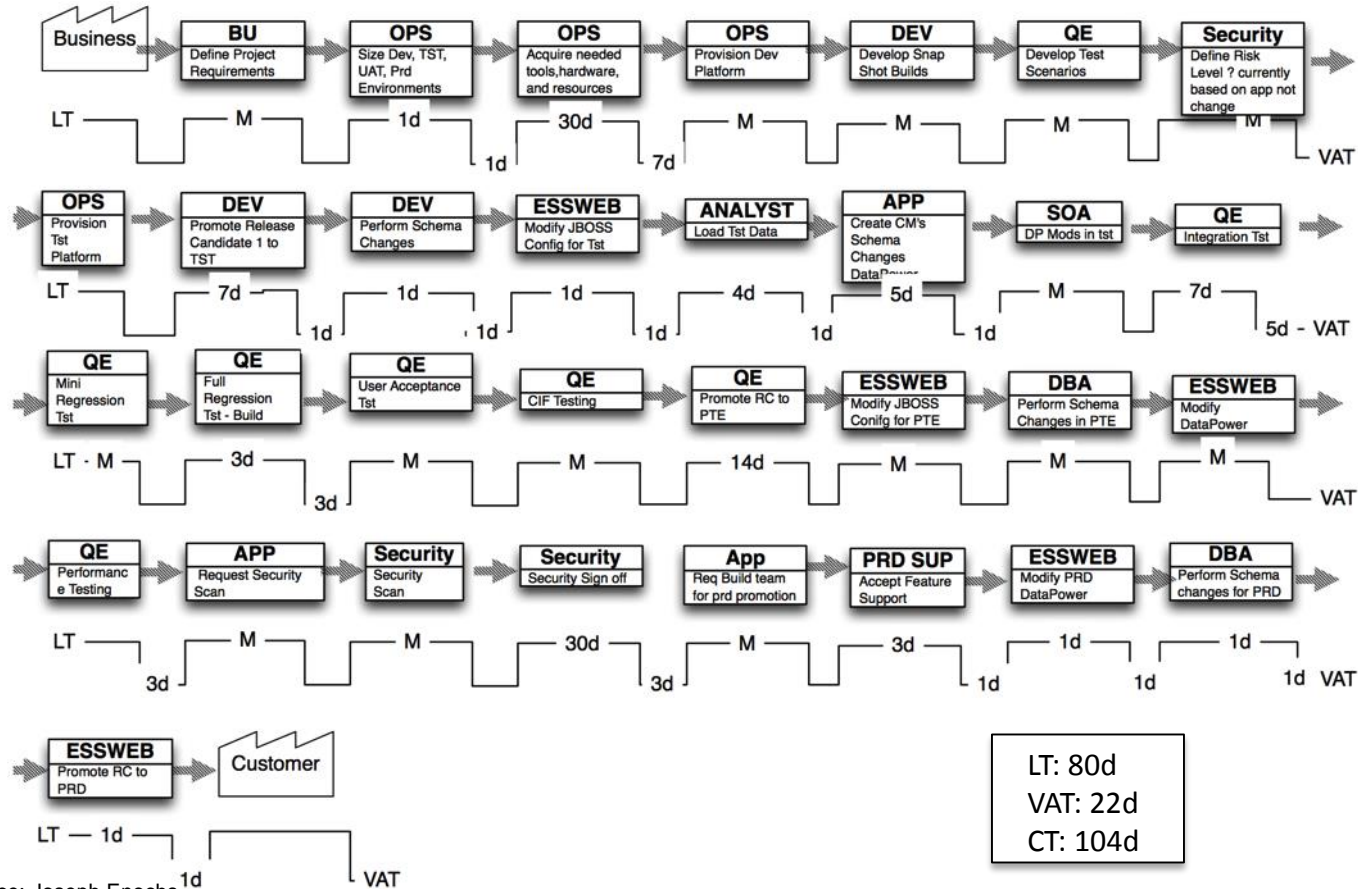 Business
BU
Define Project
Requirements
OPS
Size Dev, TST,
UAT, Prd
Environments
OPS
Acquire needed
tools,hardware,
and resources
OPS
Provision Dev
Platform
DEV
Develop Snap
Shot Builds
QE
Develop Test
Scenarios
Security
Define Risk
Level ? currently
based on app not
change
LT
M
1d
30d
M
M
M
M
1d
7d
VAT
OPS
Provision
Tst
Platform
DEV
Promote Release
Candidate 1 to
TST
DEV
Perform Schema
Changes
ESSWEB
Modify JBOSS
Config for Tst
ANALYST
Load Tst Data
APP
Create CM's
Schema
Changes
DataPower
SOA
DP Mods in tst
QE
Integration Tst
LT
7d
1d
1d
4d
5d
M
7d
1d
1d
1d
1d
1d
5d - VAT
QE
Mini
Regression
Tst
QE
Full
Regression
Tst - Build
QE
User Acceptance
Tst
QE
CIF Testing
QE
Promote RC to
PTE
ESSWEB
Modify JBOSS
Conifg for PTE
DBA
Perform Schema
Changes in PTE
ESSWEB
Modify
DataPower
LT - M
3d
M
M
14d
M
M
M
3d
VAT
QE
Performanc
e Testing
APP
Request Security
Scan
Security
Security
Scan
Security
Security Sign off
App
Req Build team
for prd promotion
PRD SUP
Accept Feature
Support
ESSWEB
Modify PRD
DataPower
DBA
Perform Schema
changes for PRD
LT
M
M
30d
M
3d
1d
1d
3d
3d
1d
1d
1d VAT
ESSWEB
Promote RC to
PRD
Customer
LT
1d
1d
VAT
LT: 80d
VAT: 22d
CT: 104d